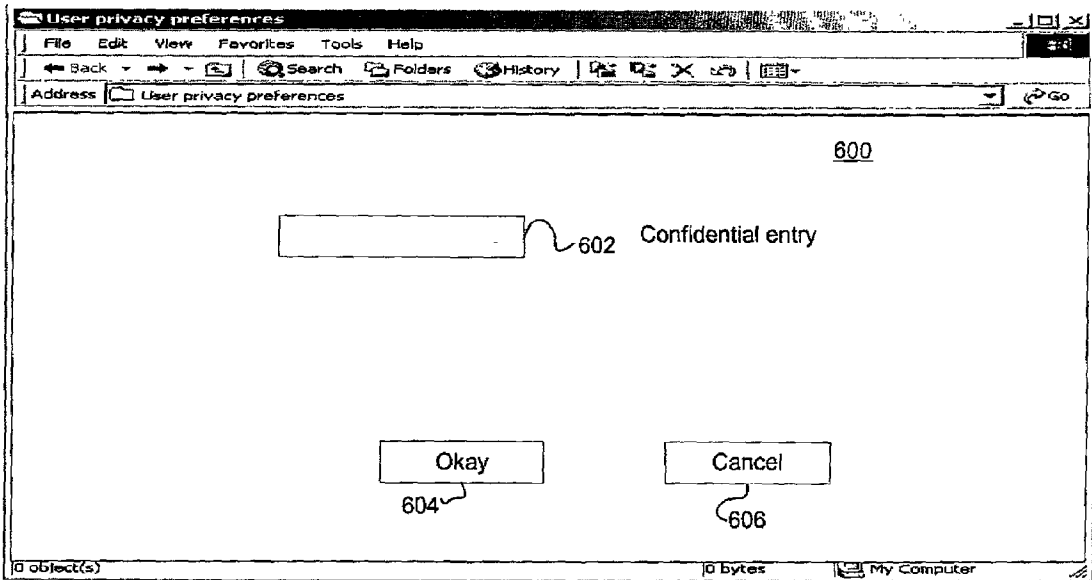 User privacy preferences
File Edit View Favorites Tools Help
Back Search Folders History
Address User privacy preferences Go
600
602 Confidential entry
Okay Cancel
604 606
0 object(s) 0 bytes My Computer